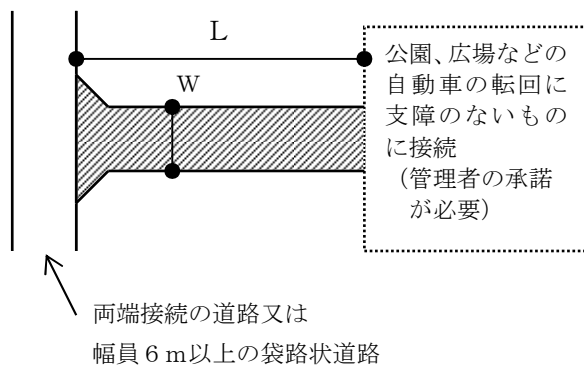 L
W
公園、広場などの
自動車の転回に
支障のないもの
に接続
（管理者の承諾
が必要）
両端接続の道路又は
幅員６ｍ以上の袋路状道路